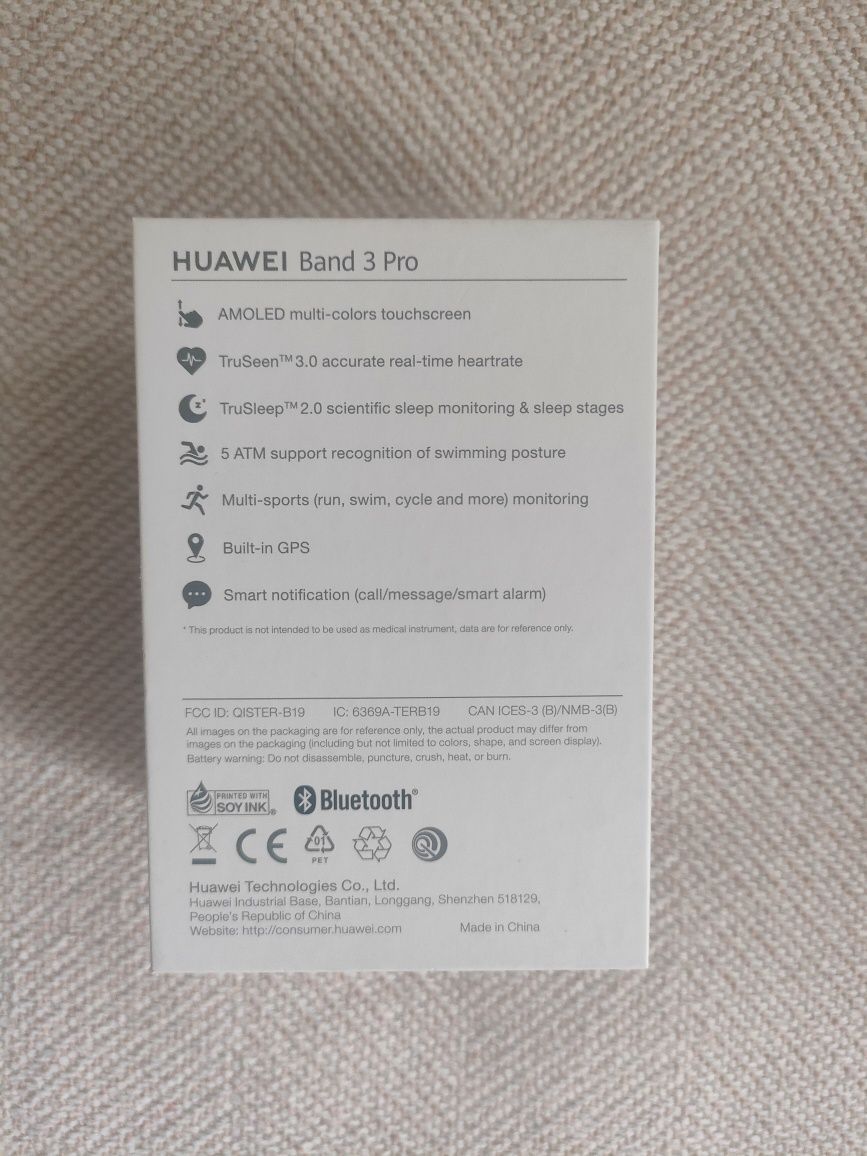 HUAWEI Band 3 Pro
AMOLED multi-colors touchscreen
TruSeen™ 3.0 accurate real-time heartrate
TruSleep™ 2.0 scientific sleep monitoring & sleep stages
5 ATM support recognition of swimming posture
Multi-sports (run, swim, cycle and more) monitoring
Built-in GPS
Smart notification (call/message/smart alarm)
* This product is not intended to be used as medical instrument, data are for reference only.
FCC ID: QISTER-B19 IC: 6369A-TERB19 CAN ICES-3 (B)/NMB-3(B)
All images on the packaging are for reference only, the actual product may differ from
images on the packaging (including but not limited to colors, shape, and screen display).
Battery warning: Do not disassemble, puncture, crush, heat, or burn.
PRINTED WITH
SOY INK®
Bluetooth®
CE
01
PET
Huawei Technologies Co., Ltd.
Huawei Industrial Base, Bantian, Longgang, Shenzhen 518129,
People's Republic of China
Website: http://consumer.huawei.com Made in China